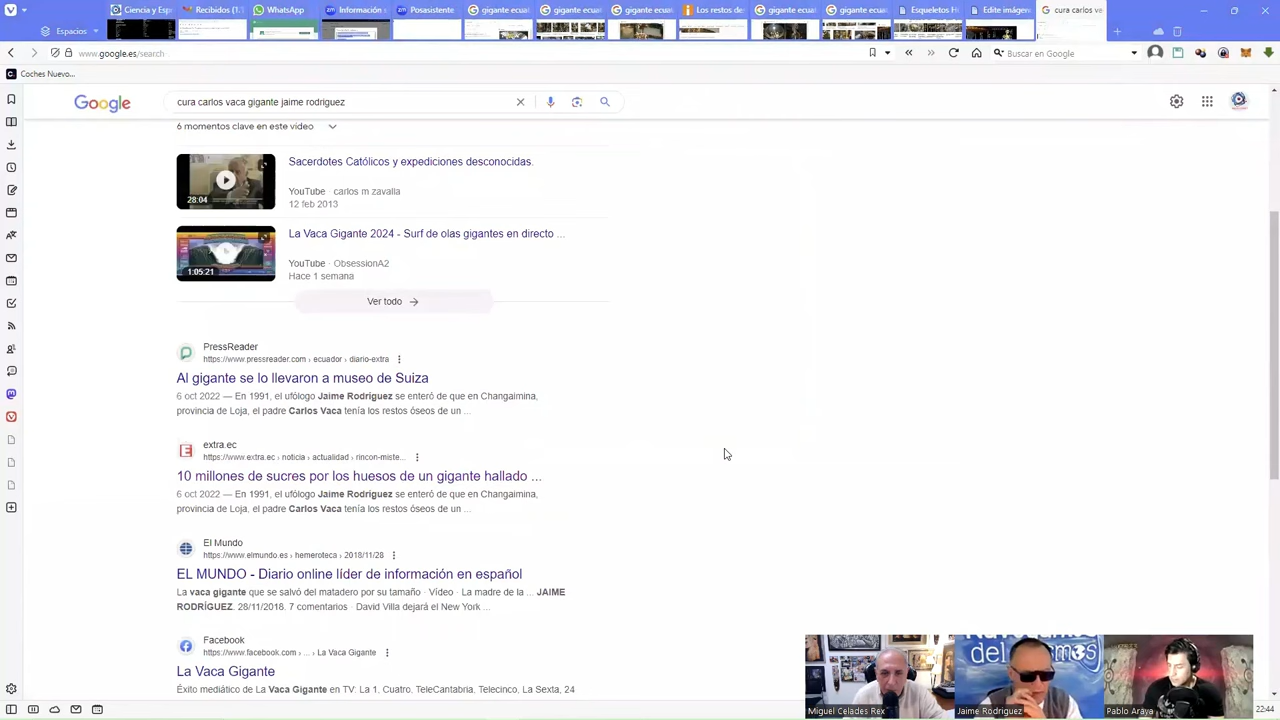 Ciencia y Esp
Recibidos (1)
WhatsApp
Información
Posasistente
Google ecua
Google ecua
gigante ecua
Los restos de
gigante ecua
gigante ecua
Esqueletos H
Edite imágen
cura carlos va
Espacios
www.google.es/search
Buscar en Google
Coches Nuevo...
Google
cura carlos vaca gigante jaime rodriguez
6 momentos clave en este vídeo
Sacerdotes Católicos y expediciones desconocidas.
YouTube · carlos m zavalla
28:04
12 feb 2013
La Vaca Gigante 2024 - Surf de olas gigantes en directo ...
YouTube · ObsessionA2
1:05:21
Hace 1 semana
Ver todo →
PressReader
https://www.pressreader.com › ecuador › diario-extra
Al gigante se lo llevaron a museo de Suiza
6 oct 2022 — En 1991, el ufólogo Jaime Rodríguez se enteró de que en Changaimina,
provincia de Loja, el padre Carlos Vaca tenía los restos óseos de un ...
extra.ec
https://www.extra.ec › noticia › actualidad › rincon-miste...
10 millones de sucres por los huesos de un gigante hallado ...
6 oct 2022 — En 1991, el ufólogo Jaime Rodríguez se enteró de que en Changaimina,
provincia de Loja, el padre Carlos Vaca tenía los restos óseos de un ...
El Mundo
https://www.elmundo.es › hemeroteca › 2018/11/28
EL MUNDO - Diario online líder de información en español
La vaca gigante que se salvó del matadero por su tamaño · Vídeo · La madre de la ... JAIME
RODRÍGUEZ. 28/11/2018. 7 comentarios · David Villa dejará el New York ...
Facebook
https://www.facebook.com › ... › La Vaca Gigante
La Vaca Gigante
Éxito mediático de La Vaca Gigante en TV: La 1. Cuatro. TeleCantabria. Telecinco, La Sexta, 24
del
mos
Miguel Celades Rex
Jaime Rodriguez
Pablo Araya
22:44